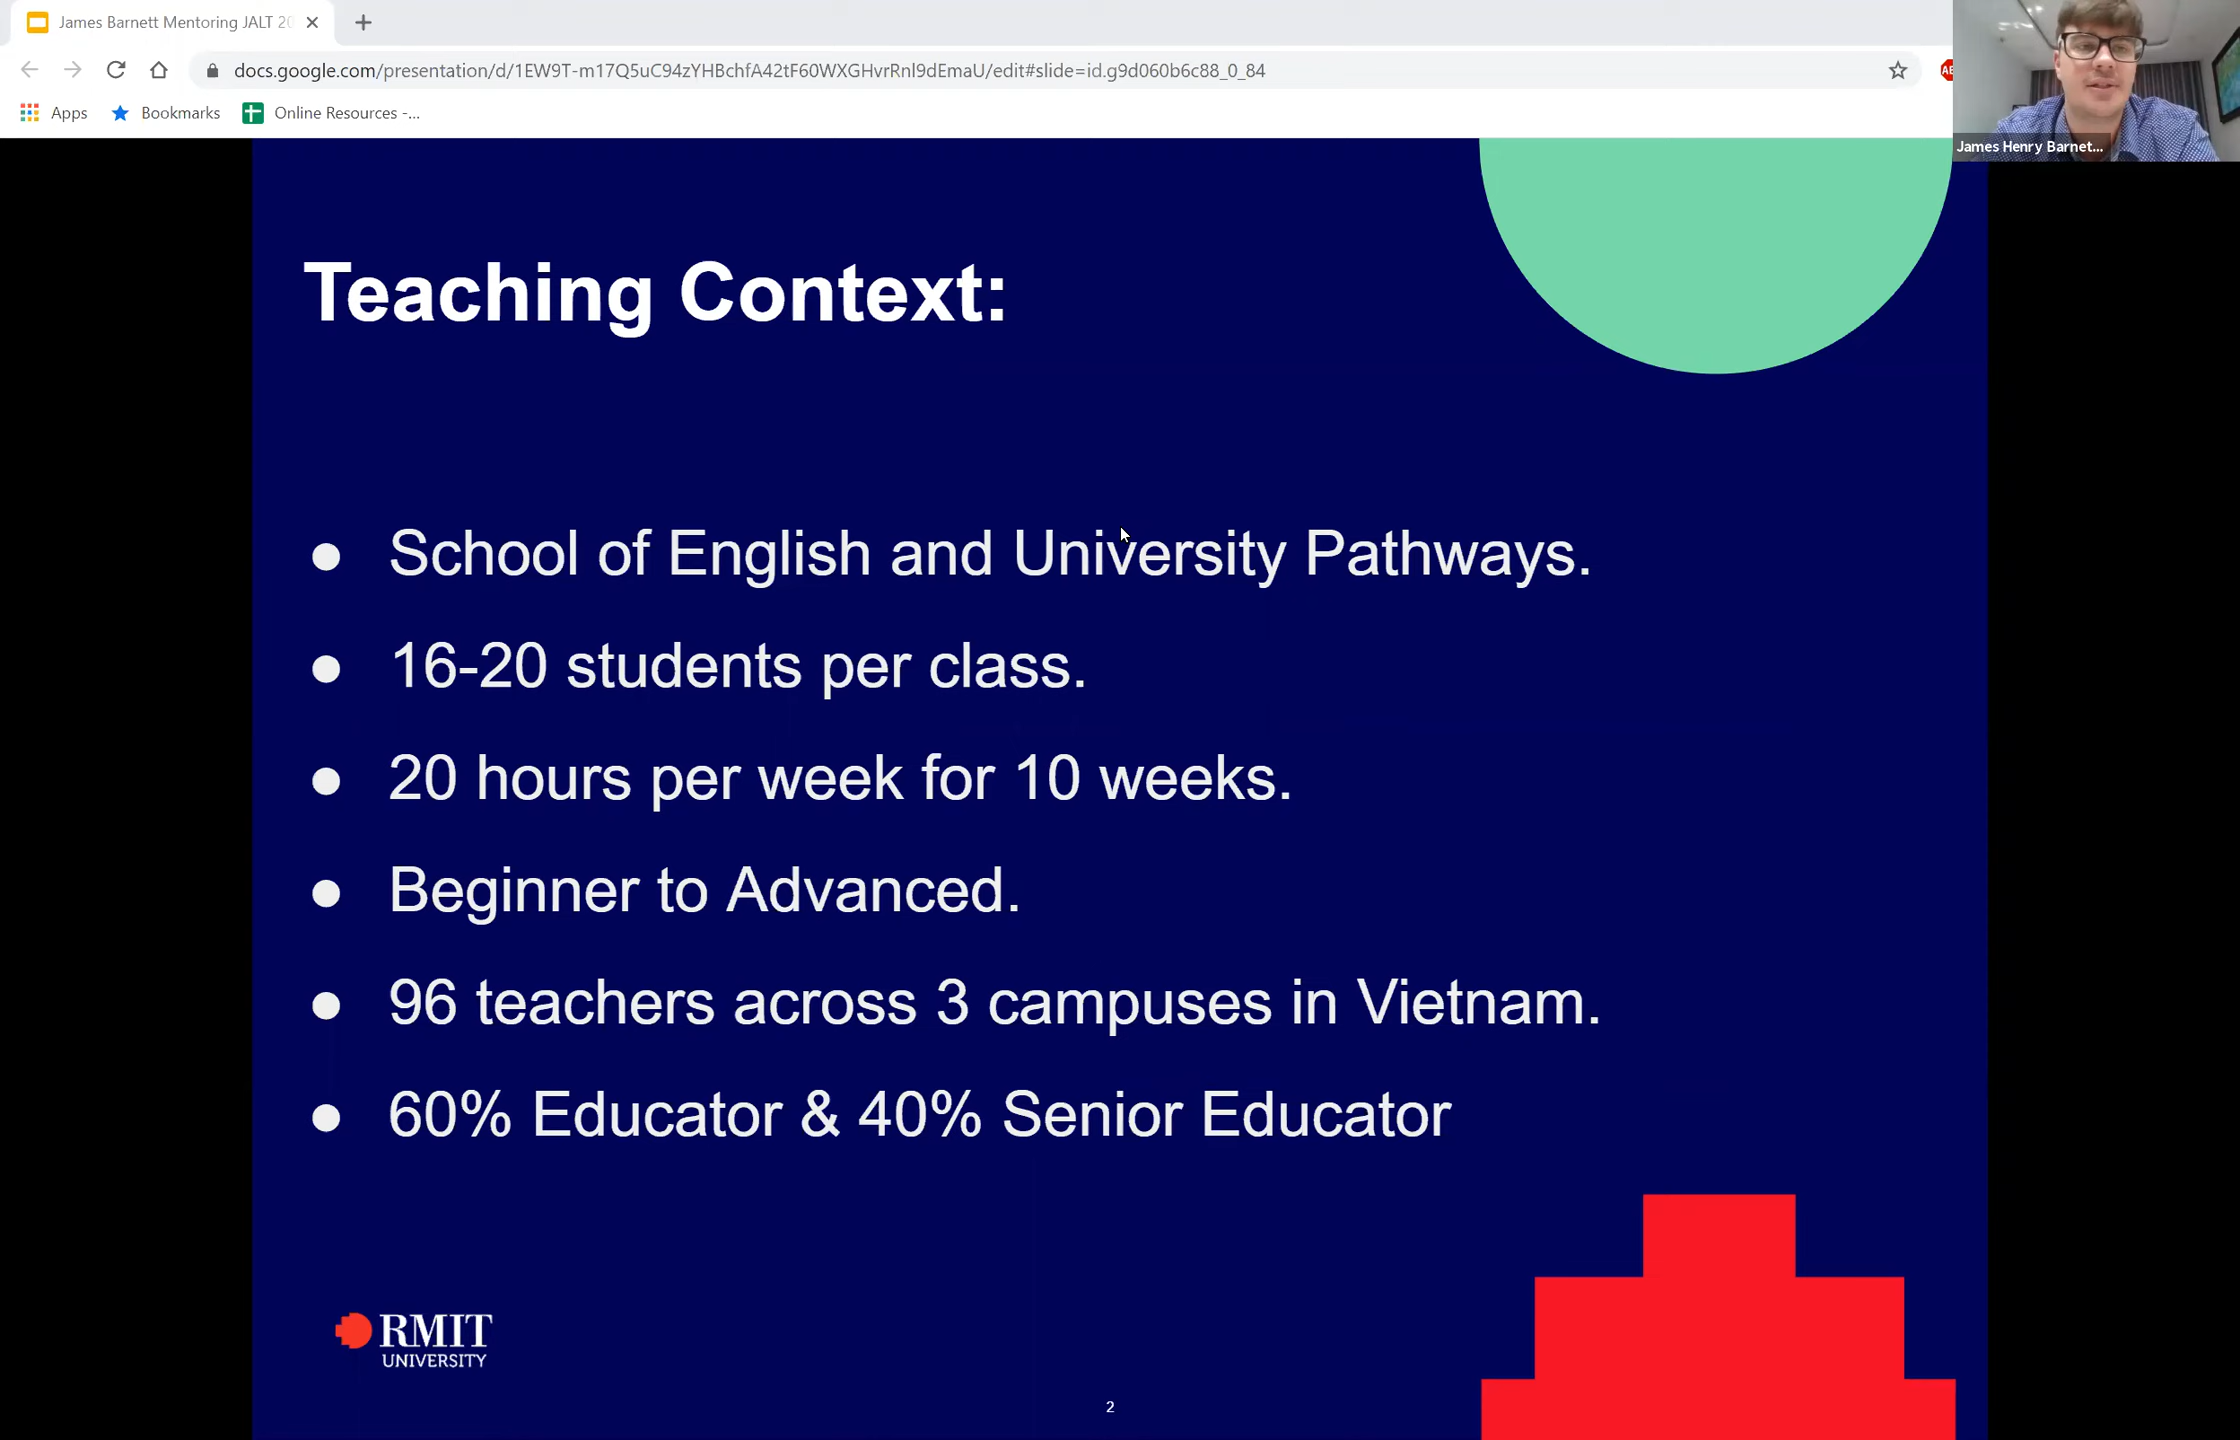 James Barnett Mentoring JALT 20
docs.google.com/presentation/d/1EW9T-m17Q5uC94zYHBchfA42tF60WXGHvrRnl9dEmaU/edit#slide=id.g9d060b6c88_0_84
Apps
Bookmarks
Online Resources -...
James Henry Barnet...
Teaching Context:
● School of English and University Pathways.
● 16-20 students per class.
● 20 hours per week for 10 weeks.
● Beginner to Advanced.
● 96 teachers across 3 campuses in Vietnam.
● 60% Educator & 40% Senior Educator
RMIT
UNIVERSITY
2